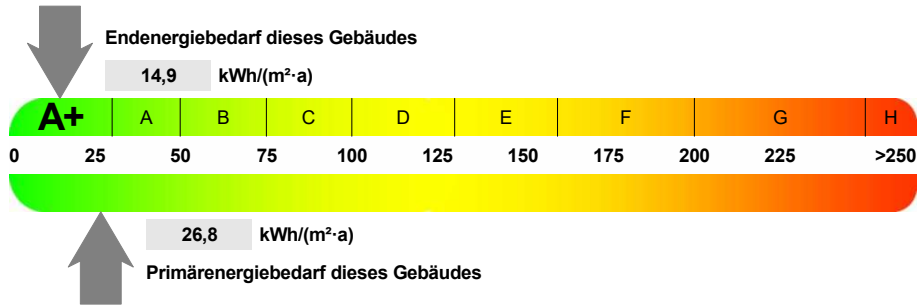 Endenergiebedarf dieses Gebäudes
14,9 kWh/(m²·a)
A+ A B C D E F G H
0 25 50 75 100 125 150 175 200 225 >250
26,8 kWh/(m²·a)
Primärenergiebedarf dieses Gebäudes